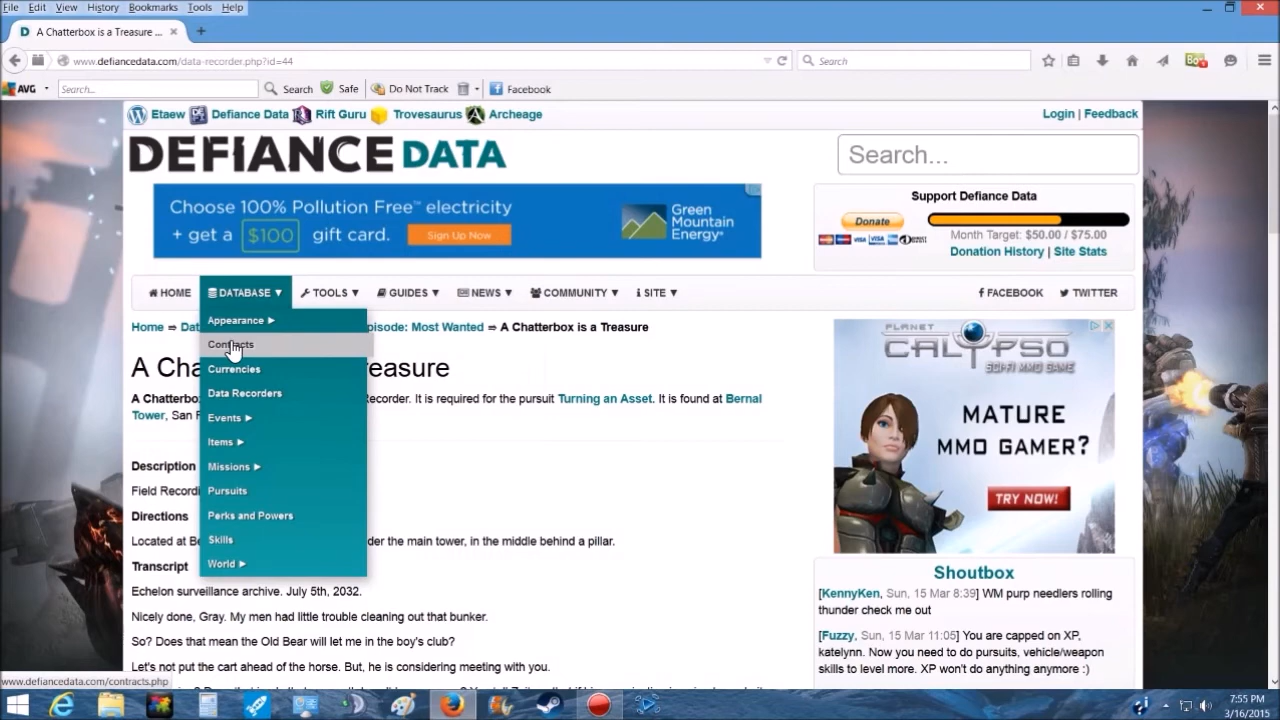 File Edit View History Bookmarks Tools Help
A Chatterbox is a Treasure ...
www.defiancedata.com/data-recorder.php?id=44
Search
AVG Search... Search Safe Do Not Track Facebook
Etaew Defiance Data Rift Guru Trovesaurus Archeage
Login | Feedback
DEFIANCE DATA
Search...
Choose 100% Pollution Free™ electricity
+ get a $100 gift card. Sign Up Now
Green
Mountain
Energy®
Support Defiance Data
Donate
Month Target: $50.00 / $75.00
Donation History | Site Stats
HOME DATABASE ▼ TOOLS ▼ GUIDES ▼ NEWS ▼ COMMUNITY ▼ SITE ▼ FACEBOOK TWITTER
Home ⇒ Dat pisode: Most Wanted ⇒ A Chatterbox is a Treasure
Appearance ▶
Contracts
Currencies
Data Recorders
Events ▶
Items ▶
Missions ▶
Pursuits
Perks and Powers
Skills
World ▶
A Cha reasure
A Chatterbo Recorder. It is required for the pursuit Turning an Asset. It is found at Bernal
Tower, San F
Description
Field Recordi
Directions
Located at Be der the main tower, in the middle behind a pillar.
Transcript
Echelon surveillance archive. July 5th, 2032.
Nicely done, Gray. My men had little trouble cleaning out that bunker.
So? Does that mean the Old Bear will let me in the boy's club?
Let's not put the cart ahead of the horse. But, he is considering meeting with you.
PLANET
CALYPSO
SCI-FI MMO GAME
MATURE
MMO GAMER?
TRY NOW!
Shoutbox
[KennyKen, Sun, 15 Mar 8:39] WM purp needlers rolling
thunder check me out
[Fuzzy, Sun, 15 Mar 11:05] You are capped on XP,
katelynn. Now you need to do pursuits, vehicle/weapon
skills to level more. XP won't do anything anymore :)
www.defiancedata.com/contracts.php
7:55 PM
3/16/2015